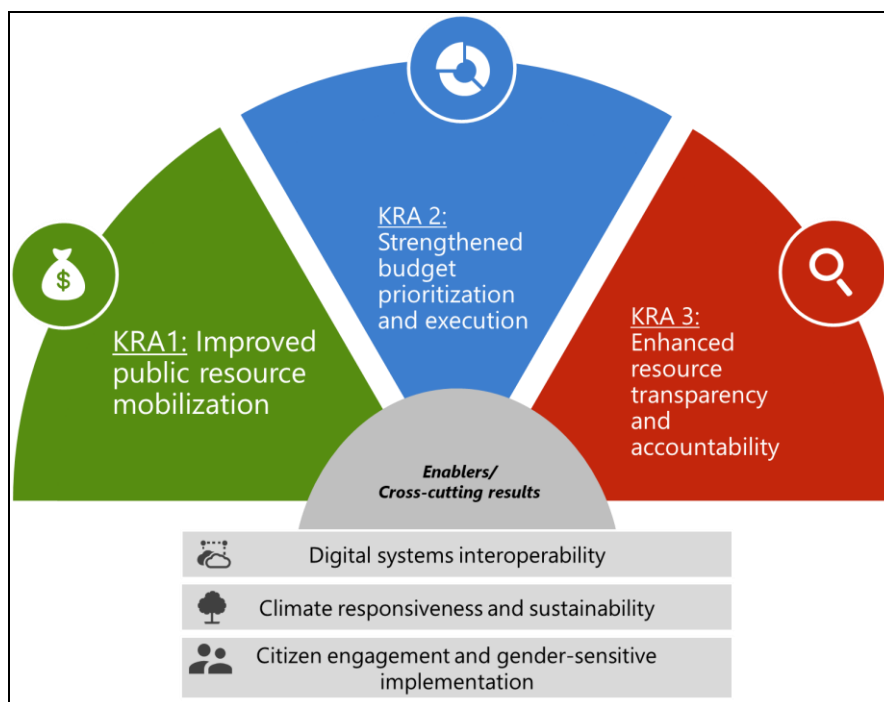 KRA1: Improved
public resource
mobilization
KRA 2:
Strengthened
budget
prioritization
and execution
KRA 3:
Enhanced
resource
transparency
and
accountability
Enablers/
Cross-cutting results
Digital systems interoperability
Climate responsiveness and sustainability
Citizen engagement and gender-sensitive
implementation